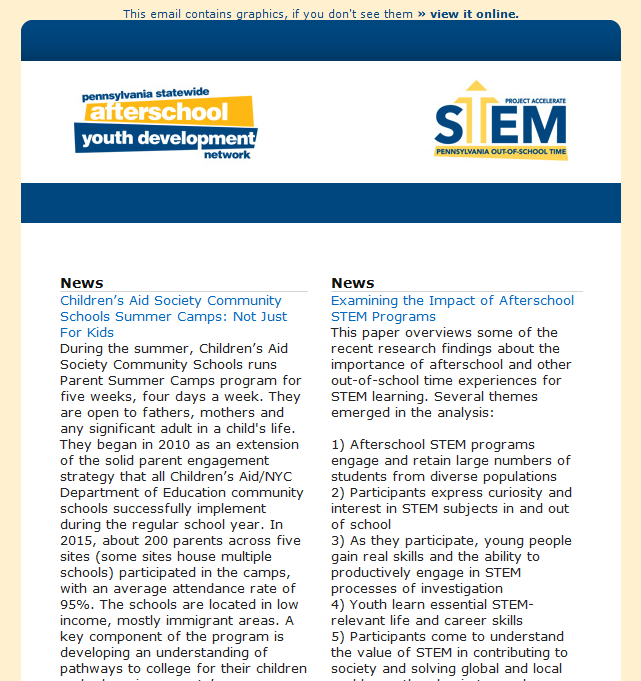 This email contains graphics, if you don't see them » view it online.
pennsylvania statewide
afterschool
youth development
network
PROJECT ACCELERATE
STEM
PENNSYLVANIA OUT-OF-SCHOOL TIME
News
Children’s Aid Society Community
Schools Summer Camps: Not Just
For Kids
During the summer, Children’s Aid
Society Community Schools runs
Parent Summer Camps program for
five weeks, four days a week. They
are open to fathers, mothers and
any significant adult in a child's life.
They began in 2010 as an extension
of the solid parent engagement
strategy that all Children’s Aid/NYC
Department of Education community
schools successfully implement
during the regular school year. In
2015, about 200 parents across five
sites (some sites house multiple
schools) participated in the camps,
with an average attendance rate of
95%. The schools are located in low
income, mostly immigrant areas. A
key component of the program is
developing an understanding of
pathways to college for their children
News
Examining the Impact of Afterschool
STEM Programs
This paper overviews some of the
recent research findings about the
importance of afterschool and other
out-of-school time experiences for
STEM learning. Several themes
emerged in the analysis:
1) Afterschool STEM programs
engage and retain large numbers of
students from diverse populations
2) Participants express curiosity and
interest in STEM subjects in and out
of school
3) As they participate, young people
gain real skills and the ability to
productively engage in STEM
processes of investigation
4) Youth learn essential STEM-
relevant life and career skills
5) Participants come to understand
the value of STEM in contributing to
society and solving global and local